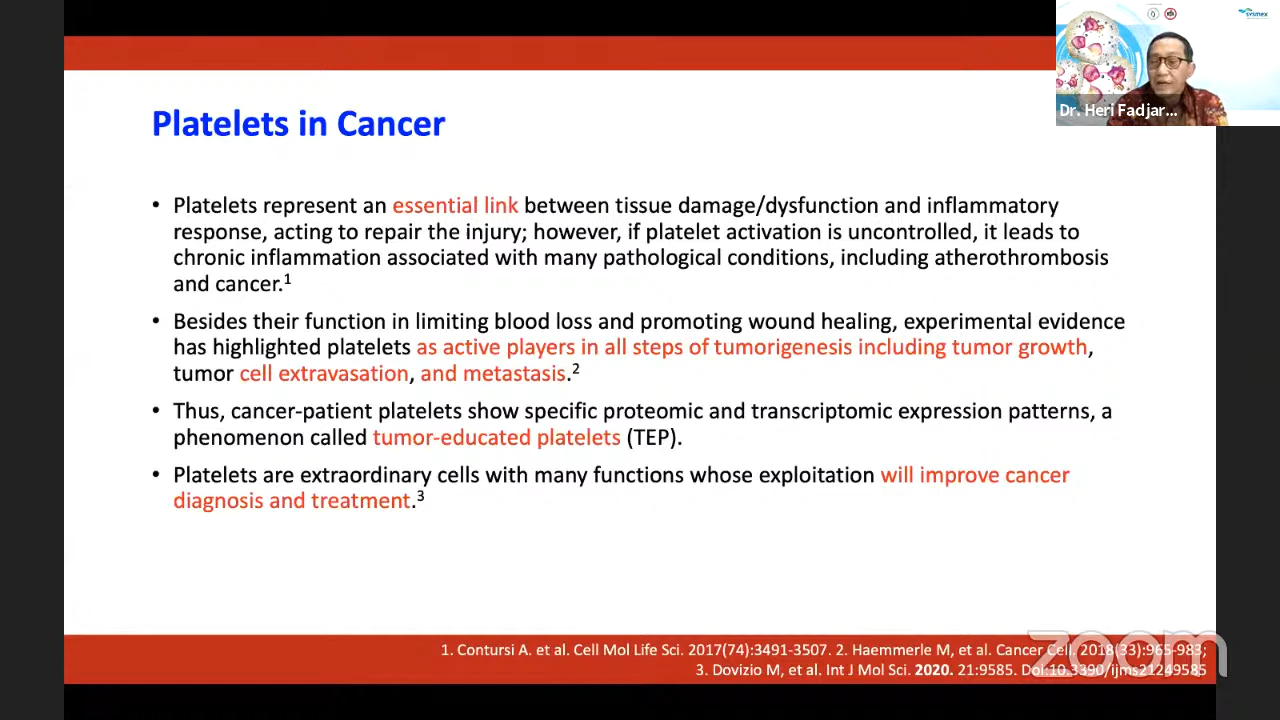 sysmex
Dr. Heri Fadjar...
Platelets in Cancer
• Platelets represent an essential link between tissue damage/dysfunction and inflammatory
response, acting to repair the injury; however, if platelet activation is uncontrolled, it leads to
chronic inflammation associated with many pathological conditions, including atherothrombosis
and cancer.1
• Besides their function in limiting blood loss and promoting wound healing, experimental evidence
has highlighted platelets as active players in all steps of tumorigenesis including tumor growth,
tumor cell extravasation, and metastasis.2
• Thus, cancer-patient platelets show specific proteomic and transcriptomic expression patterns, a
phenomenon called tumor-educated platelets (TEP).
• Platelets are extraordinary cells with many functions whose exploitation will improve cancer
diagnosis and treatment.3
1. Contursi A. et al. Cell Mol Life Sci. 2017(74):3491-3507. 2. Haemmerle M, et al. Cancer Cell. 2018(33):965-983;
3. Dovizio M, et al. Int J Mol Sci. 2020. 21:9585. Doi:10.3390/ijms21249585
zoom